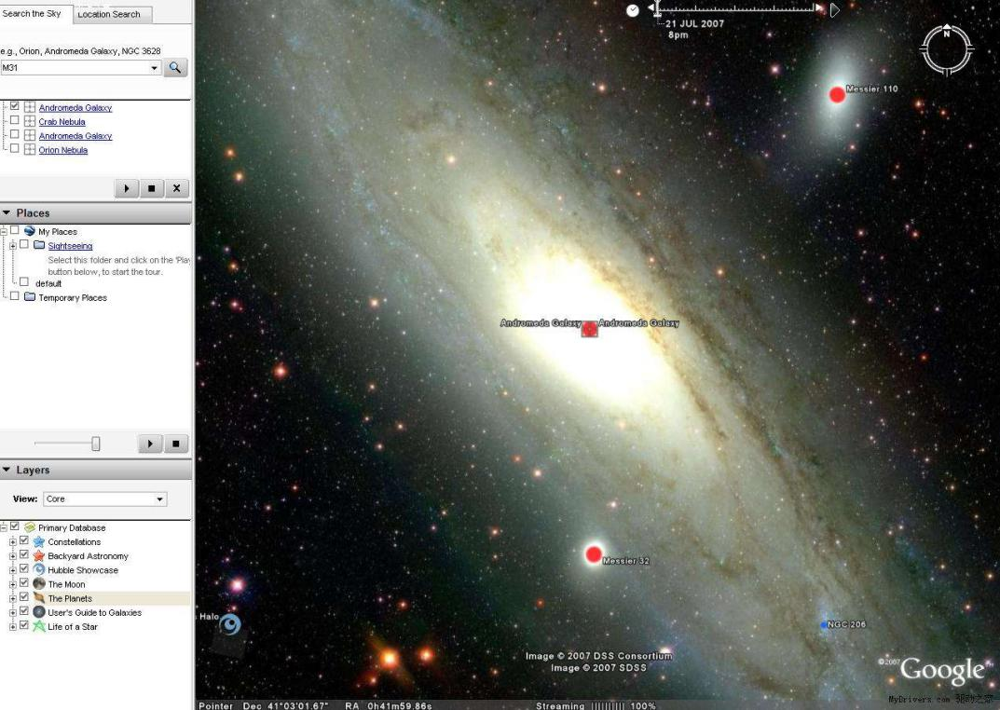 Search the Sky
Location Search
e.g., Orion, Andromeda Galaxy, NGC 3628
M31
Andromeda Galaxy
Crab Nebula
Andromeda Galaxy
Orion Nebula
Places
My Places
Sightseeing
Select this folder and click on the 'Play
button below, to start the tour.
default
Temporary Places
Layers
View: Core
Primary Database
Constellations
Backyard Astronomy
Hubble Showcase
The Moon
The Planets
User's Guide to Galaxies
Life of a Star
21 JUL 2007
8pm
N
Messier 110
Andromeda Galaxy
Andromeda Galaxy
Messier 32
s Halo
NGC 206
Image © 2007 DSS Consortium
Image © 2007 SDSS
©2007 Google™
MyDrivers.com 驱动之家
Pointer Dec 41°03'01.67" RA 0h41m59.86s Streaming |||||||||| 100%